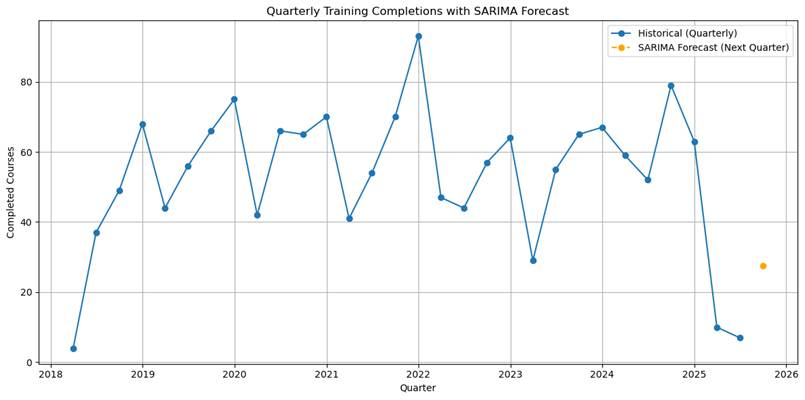 Quarterly Training Completions with SARIMA Forecast
Historical (Quarterly)
SARIMA Forecast (Next Quarter)
Completed Courses
80
60
40
20
0
2018 2019 2020 2021 2022 2023 2024 2025 2026
Quarter